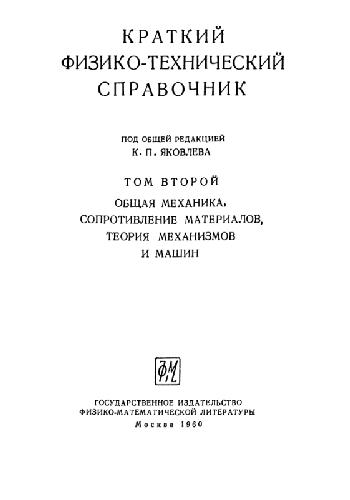 КРАТКИЙ
ФИЗИКО-ТЕХНИЧЕСКИЙ
СПРАВОЧНИК
ПОД ОБЩЕЙ РЕДАКЦИЕЙ
К. П. ЯКОВЛЕВА
ТОМ ВТОРОЙ
ОБЩАЯ МЕХАНИКА,
СОПРОТИВЛЕНИЕ МАТЕРИАЛОВ,
ТЕОРИЯ МЕХАНИЗМОВ
И МАШИН
ФМЛ
ГОСУДАРСТВЕННОЕ ИЗДАТЕЛЬСТВО
ФИЗИКО-МАТЕМАТИЧЕСКОЙ ЛИТЕРАТУРЫ
Москва 1960